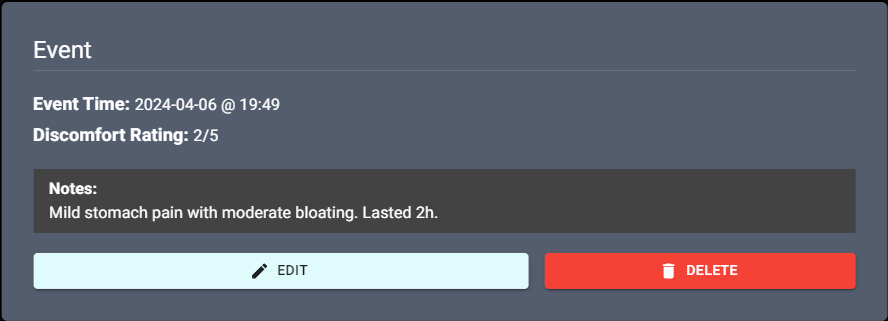 Event
Event Time: 2024-04-06 @ 19:49
Discomfort Rating: 2/5
Notes:
Mild stomach pain with moderate bloating. Lasted 2h.
EDIT
DELETE